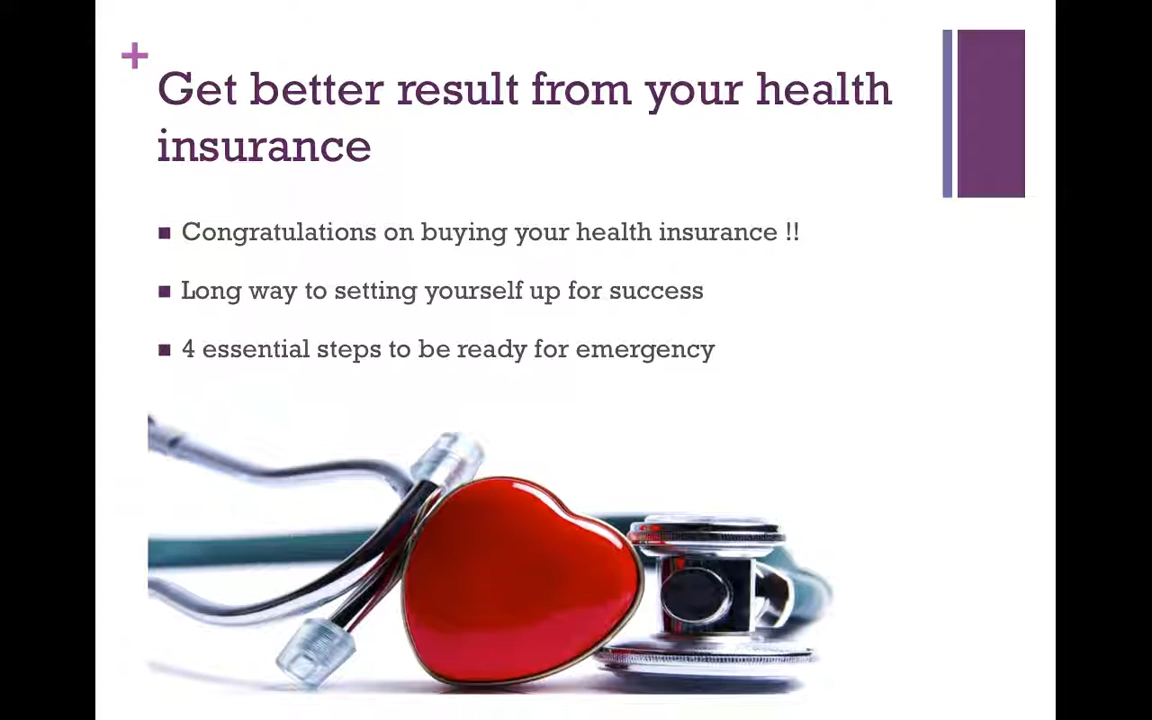 +
Get better result from your health
insurance
Congratulations on buying your health insurance !!
Long way to setting yourself up for success
4 essential steps to be ready for emergency